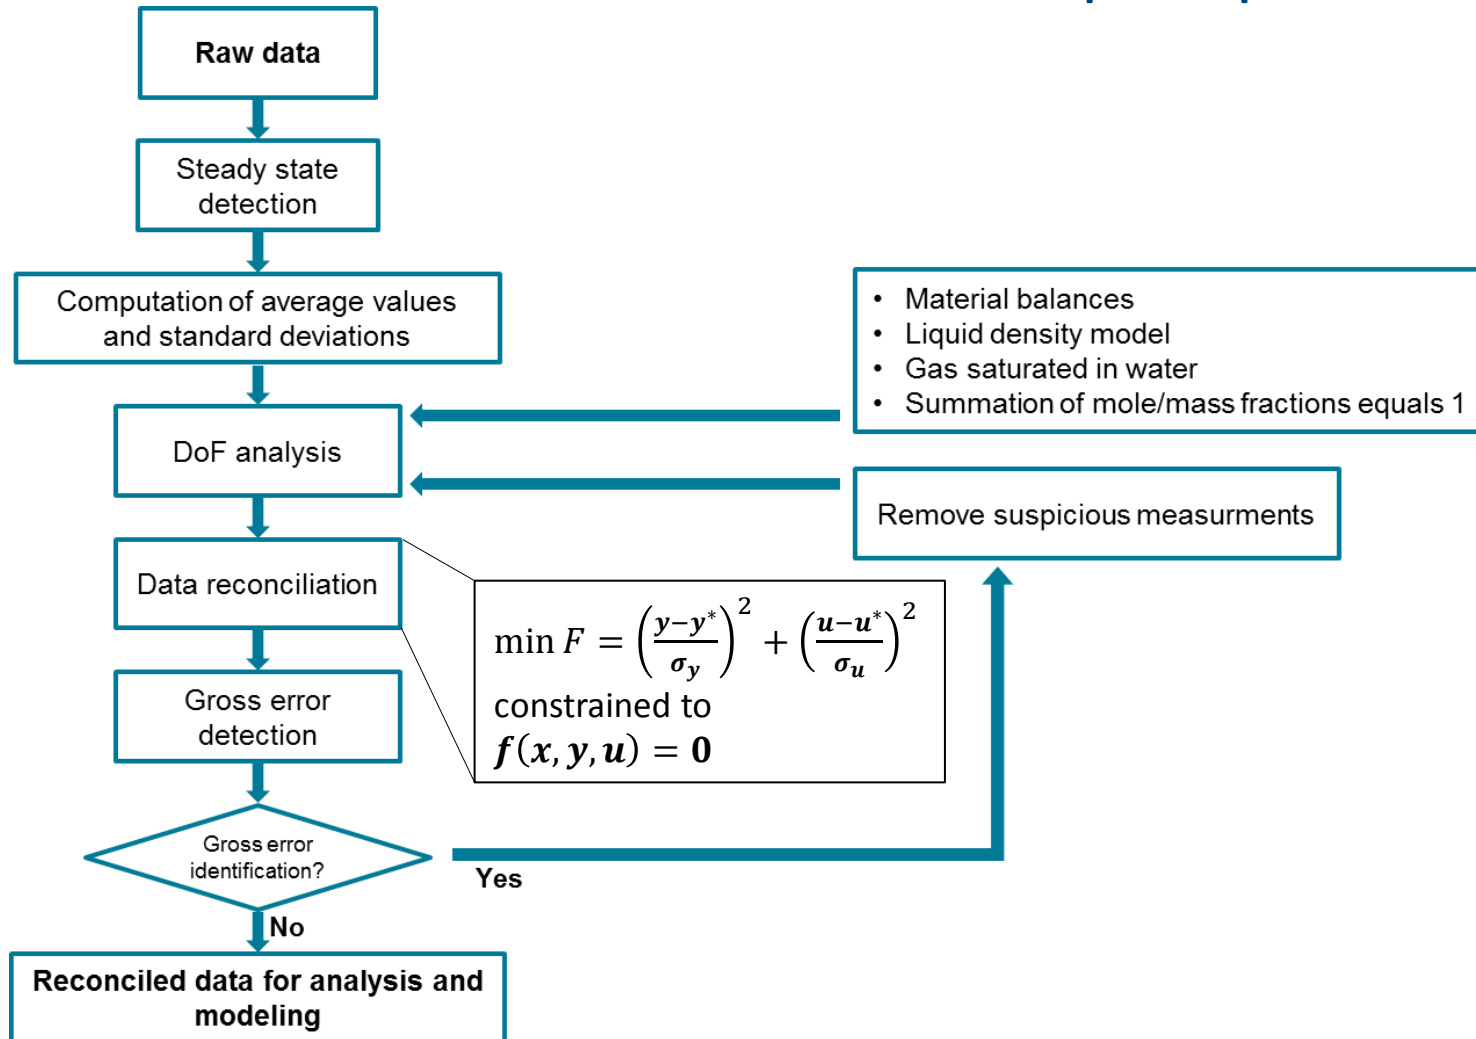 Raw data
Steady state
detection
Computation of average values
and standard deviations
• Material balances
• Liquid density model
• Gas saturated in water
• Summation of mole/mass fractions equals 1
DoF analysis
Remove suspicious measurments
Data reconciliation
min F = ((y−y*)/σ_y)² + ((u−u*)/σ_u)²
constrained to
f(x, y, u) = 0
Gross error
detection
Gross error
identification?
Yes
No
Reconciled data for analysis and
modeling